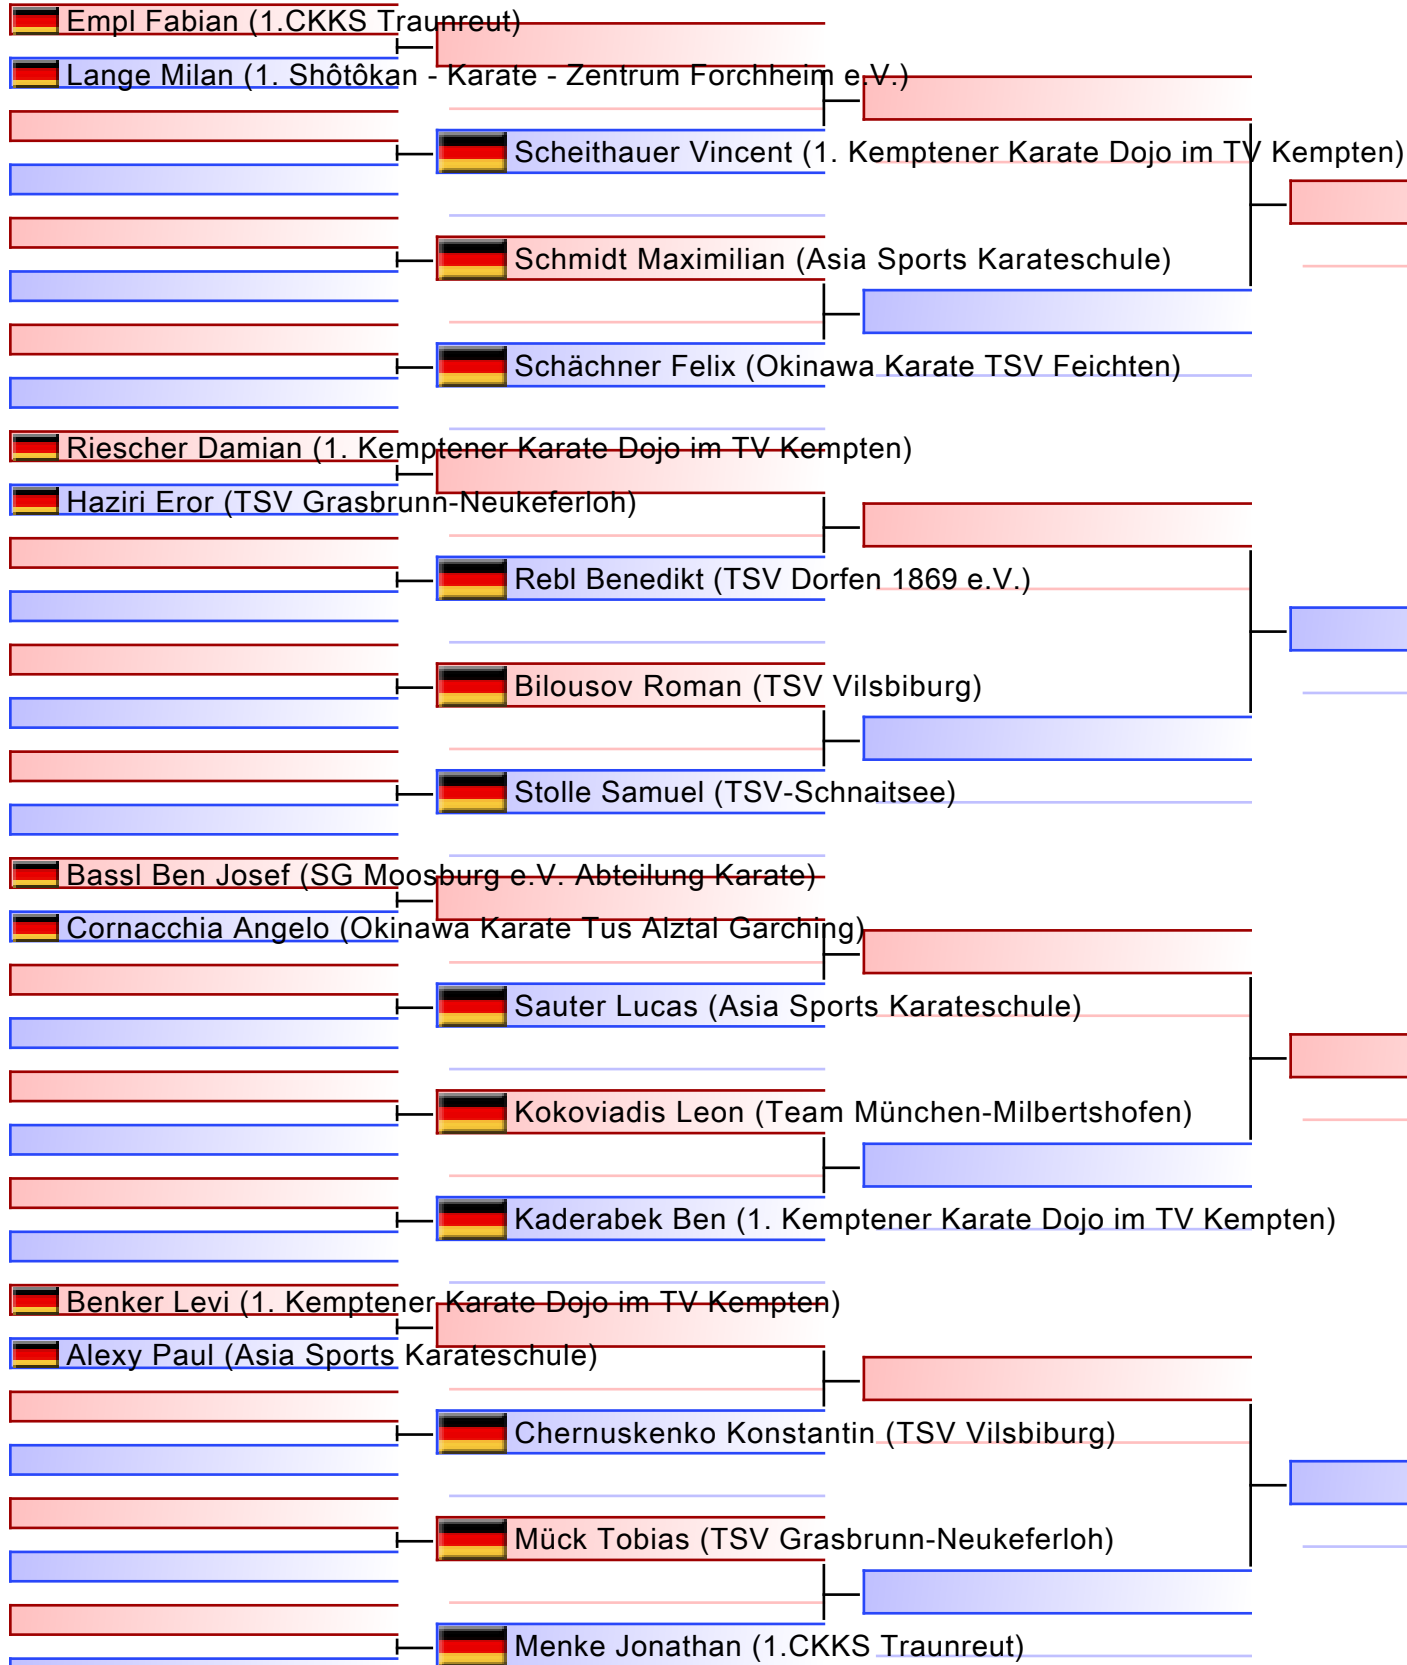 Empl Fabian (1.CKKS Traunreut)
Lange Milan (1. Shôtôkan - Karate - Zentrum Forchheim e.V.)
Scheithauer Vincent (1. Kemptener Karate Dojo im TV Kempten)
Schmidt Maximilian (Asia Sports Karateschule)
Schächner Felix (Okinawa Karate TSV Feichten)
Riescher Damian (1. Kemptener Karate Dojo im TV Kempten)
Haziri Eror (TSV Grasbrunn-Neukeferloh)
Rebl Benedikt (TSV Dorfen 1869 e.V.)
Bilousov Roman (TSV Vilsbiburg)
Stolle Samuel (TSV-Schnaitsee)
Bassl Ben Josef (SG Moosburg e.V. Abteilung Karate)
Cornacchia Angelo (Okinawa Karate Tus Alztal Garching)
Sauter Lucas (Asia Sports Karateschule)
Kokoviadis Leon (Team München-Milbertshofen)
Kaderabek Ben (1. Kemptener Karate Dojo im TV Kempten)
Benker Levi (1. Kemptener Karate Dojo im TV Kempten)
Alexy Paul (Asia Sports Karateschule)
Chernuskenko Konstantin (TSV Vilsbiburg)
Mück Tobias (TSV Grasbrunn-Neukeferloh)
Menke Jonathan (1.CKKS Traunreut)